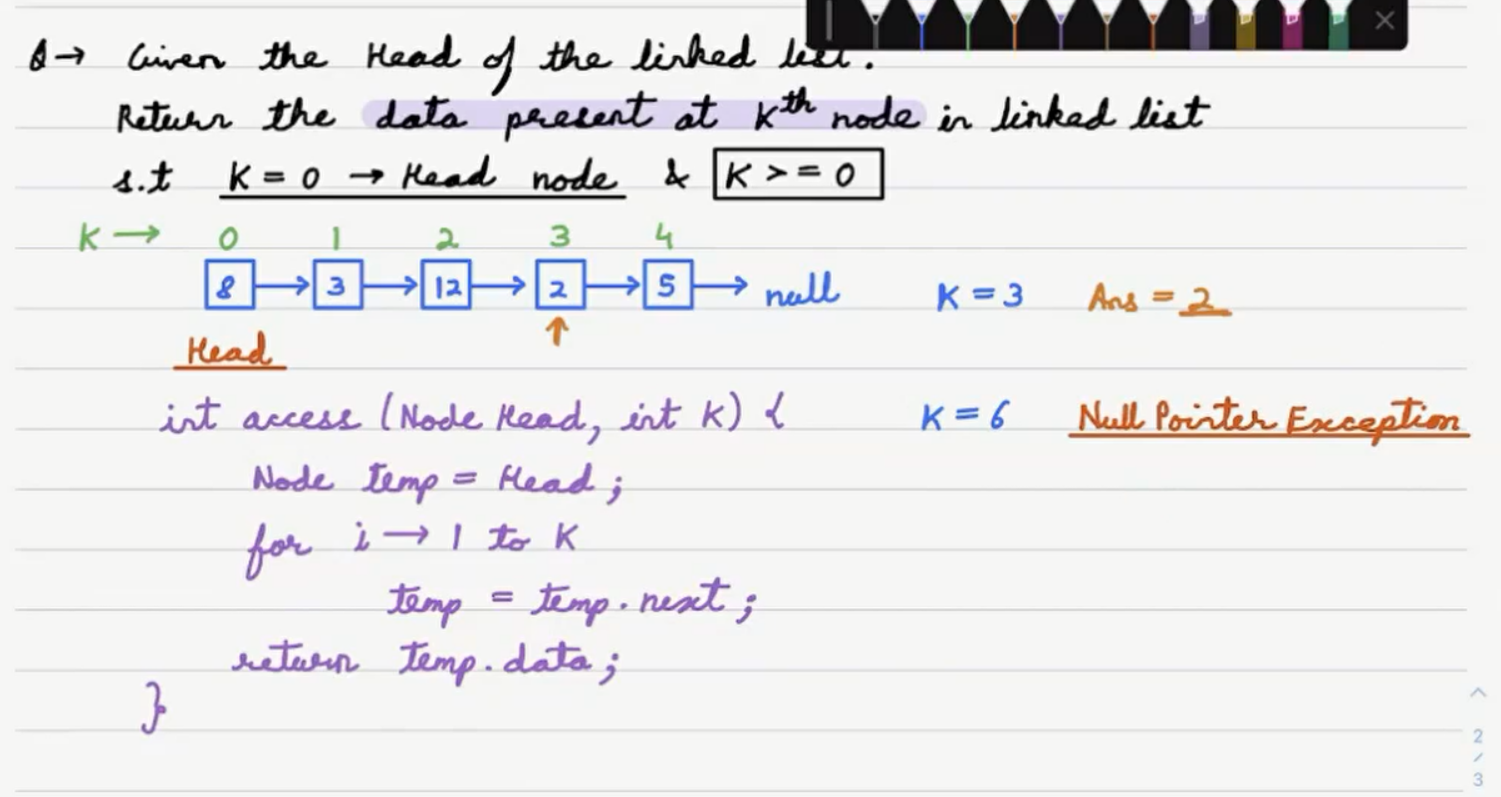 Q → Given the Head of the linked list.
Return the data present at Kth node in linked list
s.t K = 0 → Head node & K >= 0
K → 0 1 2 3 4
8 → 3 → 12 → 2 → 5 → null K = 3 Ans = 2
↑
Head
int access (Node Head, int K) { K = 6 Null Pointer Exception
Node temp = Head ;
for i → 1 to K
temp = temp. next ;
return temp. data ;
}
2
/
3